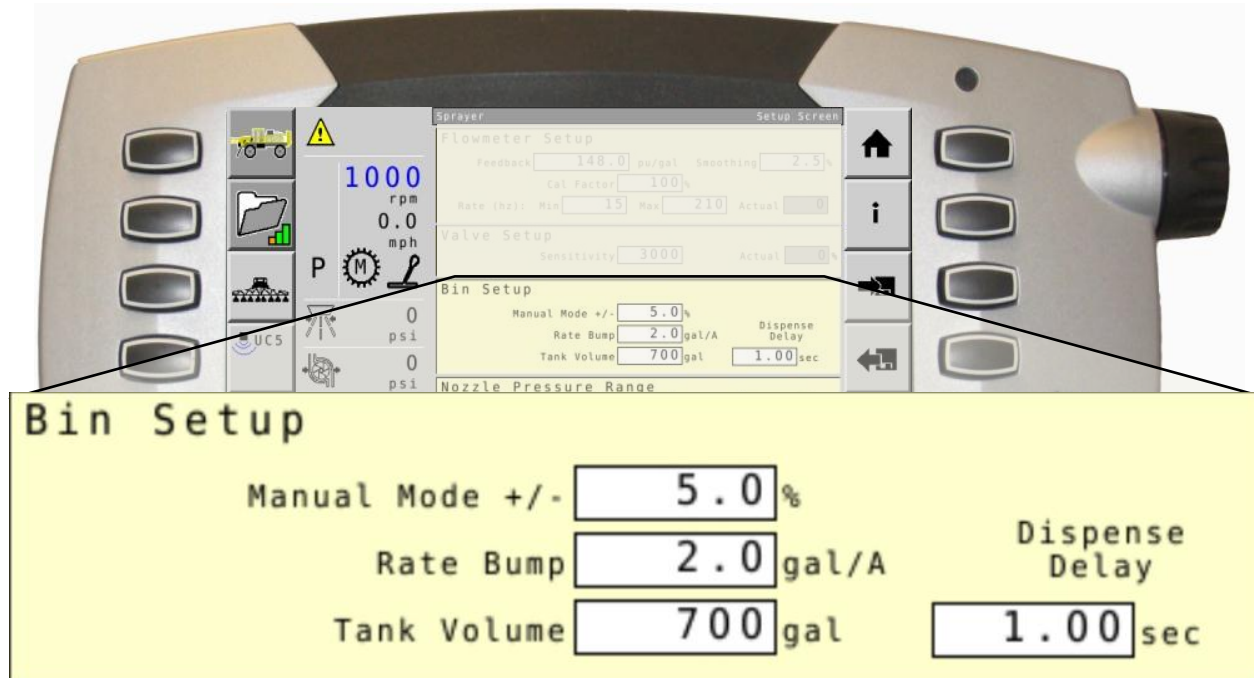 Sprayer Setup Screen
Flowmeter Setup
Feedback 148.0 pu/gal Smoothing 2.5%
Cal Factor 100%
Rate (hz): Min 15 Max 210 Actual 0
Valve Setup
Sensitivity 3000 Actual 0%
1000
rpm
0.0
mph
P M
0
psi
0
psi
UC5
i
Bin Setup
Manual Mode +/- 5.0%
Rate Bump 2.0 gal/A
Dispense
Delay
Tank Volume 700 gal 1.00 sec
Nozzle Pressure Range
Bin Setup
Manual Mode +/- 5.0%
Rate Bump 2.0 gal/A
Dispense
Delay
Tank Volume 700 gal 1.00 sec